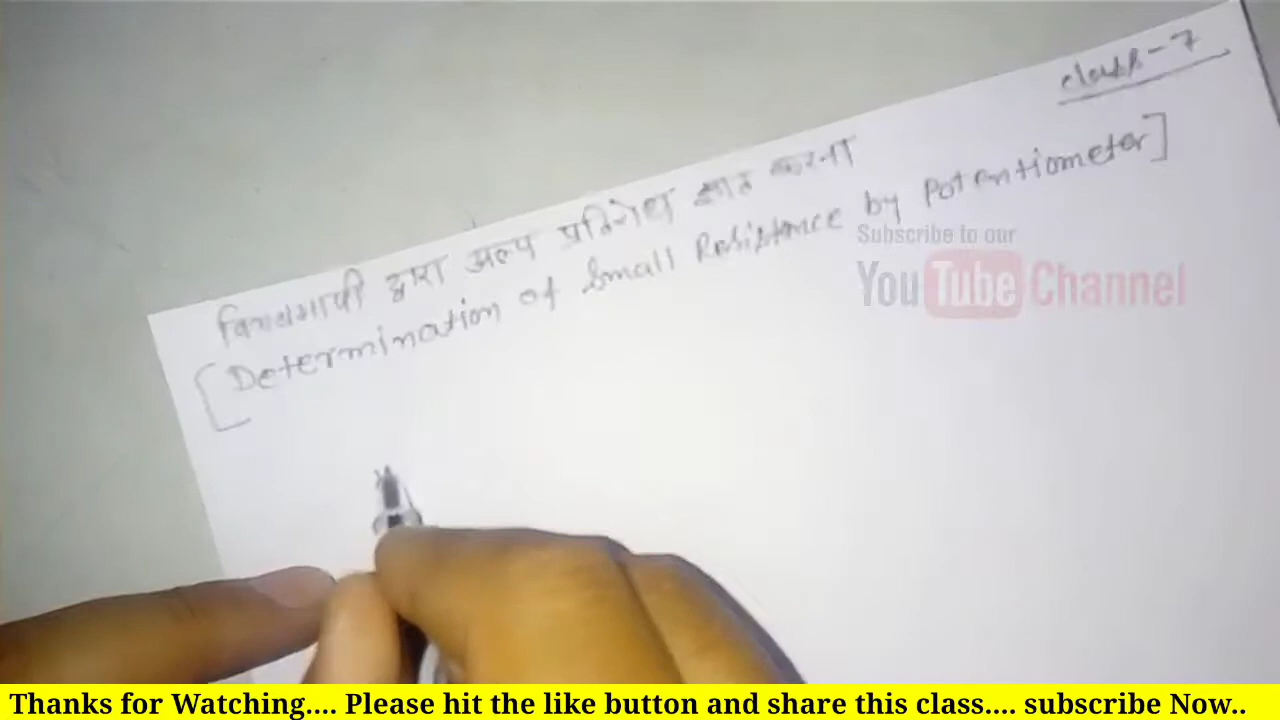 class-7
विभवमापी द्वारा अल्प प्रतिरोध ज्ञात करना
[Determination of Small Resistance by Potentiometer]
Subscribe to our
YouTube Channel
Thanks for Watching.... Please hit the like button and share this class.... subscribe Now..